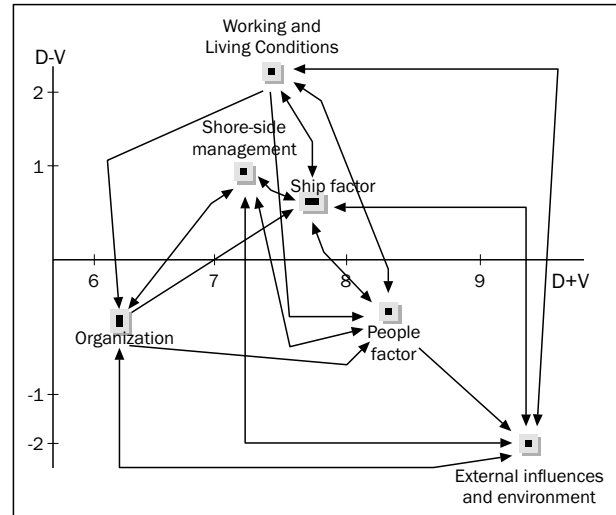 Working and
Living Conditions
D-V
2
Shore-side
management
1
Ship factor
6
7
8
9
D+V
Organization
People
factor
-1
-2
External influences
and environment